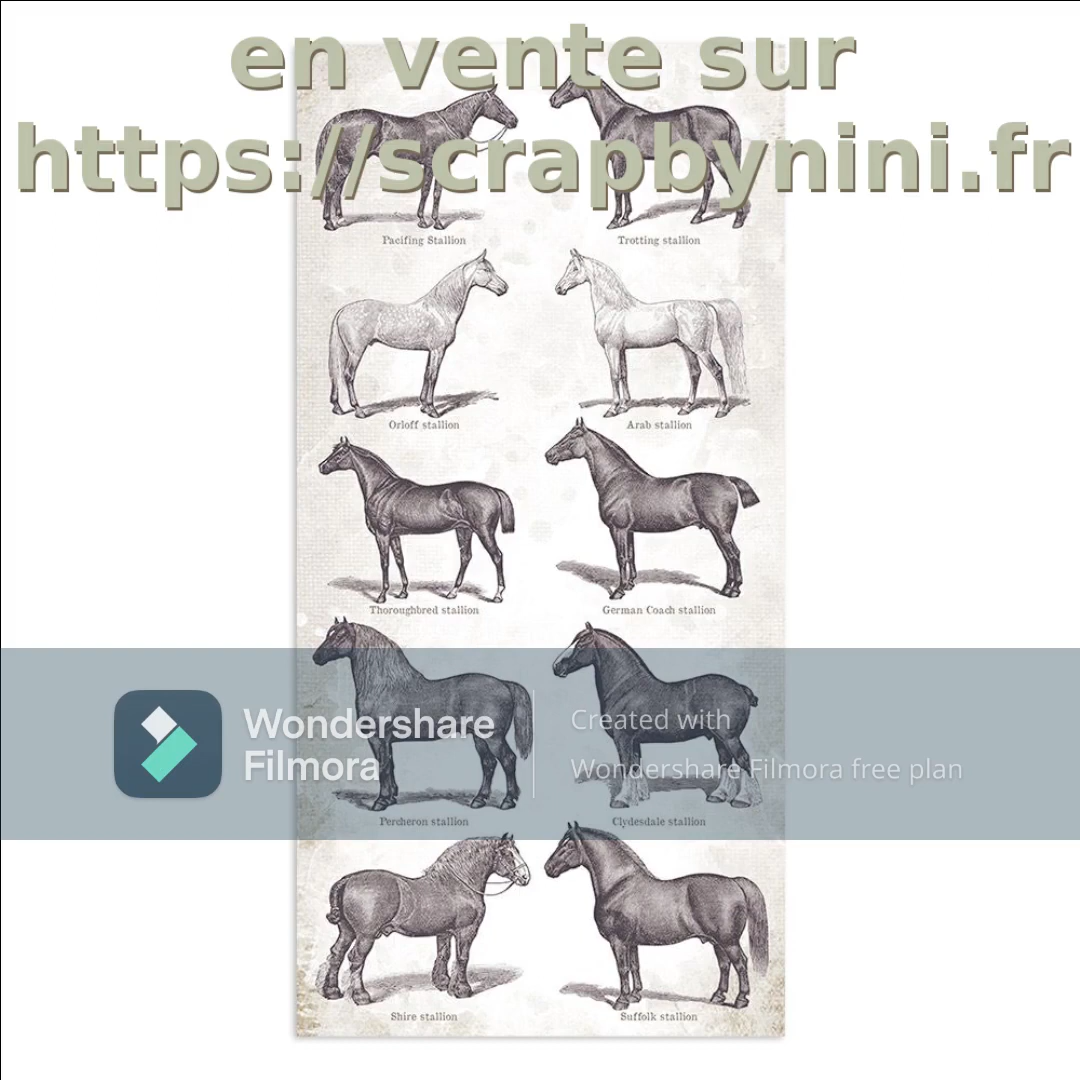 en vente sur
https://scrapbynini.fr
Pacifing Stallion
Trotting stallion
Orloff stallion
Arab stallion
Thoroughbred stallion
German Coach stallion
Wondershare
Filmora
Created with
Wondershare Filmora free plan
Percheron stallion
Clydesdale stallion
Shire stallion
Suffolk stallion